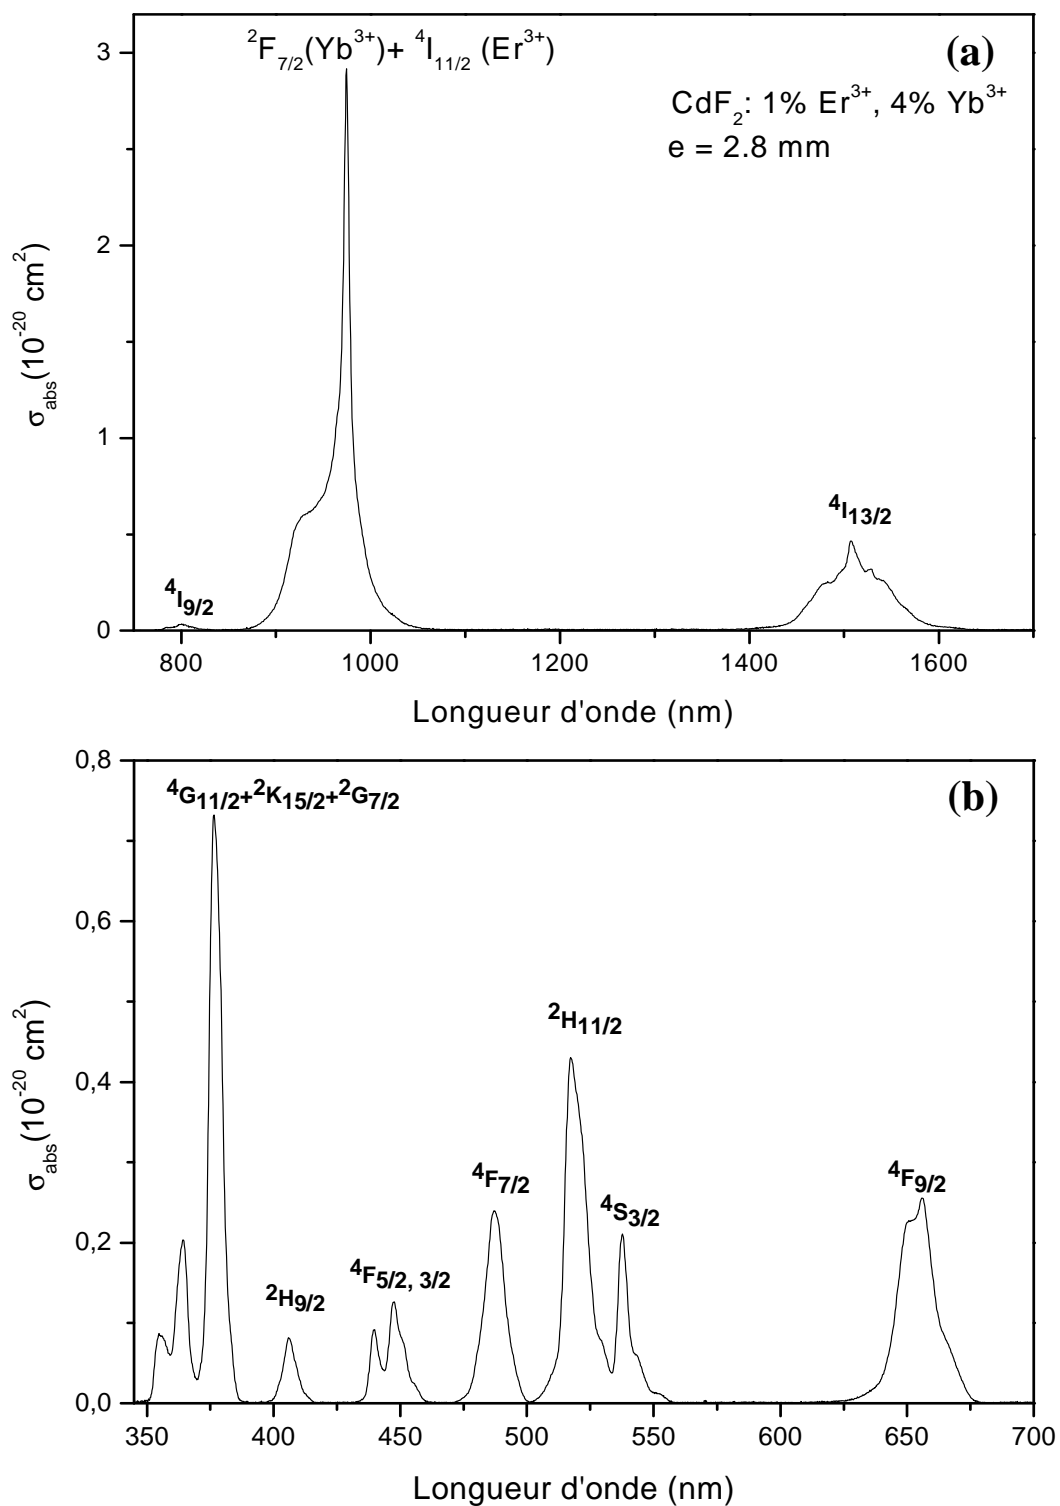 ²F₇/₂(Yb³⁺)+ ⁴I₁₁/₂ (Er³⁺)
(a)
CdF₂: 1% Er³⁺, 4% Yb³⁺
e = 2.8 mm
3
2
1
0
σabs(10⁻²⁰ cm²)
⁴I₉/₂
⁴I₁₃/₂
800 1000 1200 1400 1600
Longueur d'onde (nm)
0,8
0,6
0,4
0,2
0,0
σabs(10⁻²⁰ cm²)
⁴G₁₁/₂+²K₁₅/₂+²G₇/₂
(b)
²H₁₁/₂
⁴F₇/₂
⁴F₉/₂
⁴S₃/₂
⁴F₅/₂, ₃/₂
²H₉/₂
350 400 450 500 550 600 650 700
Longueur d'onde (nm)